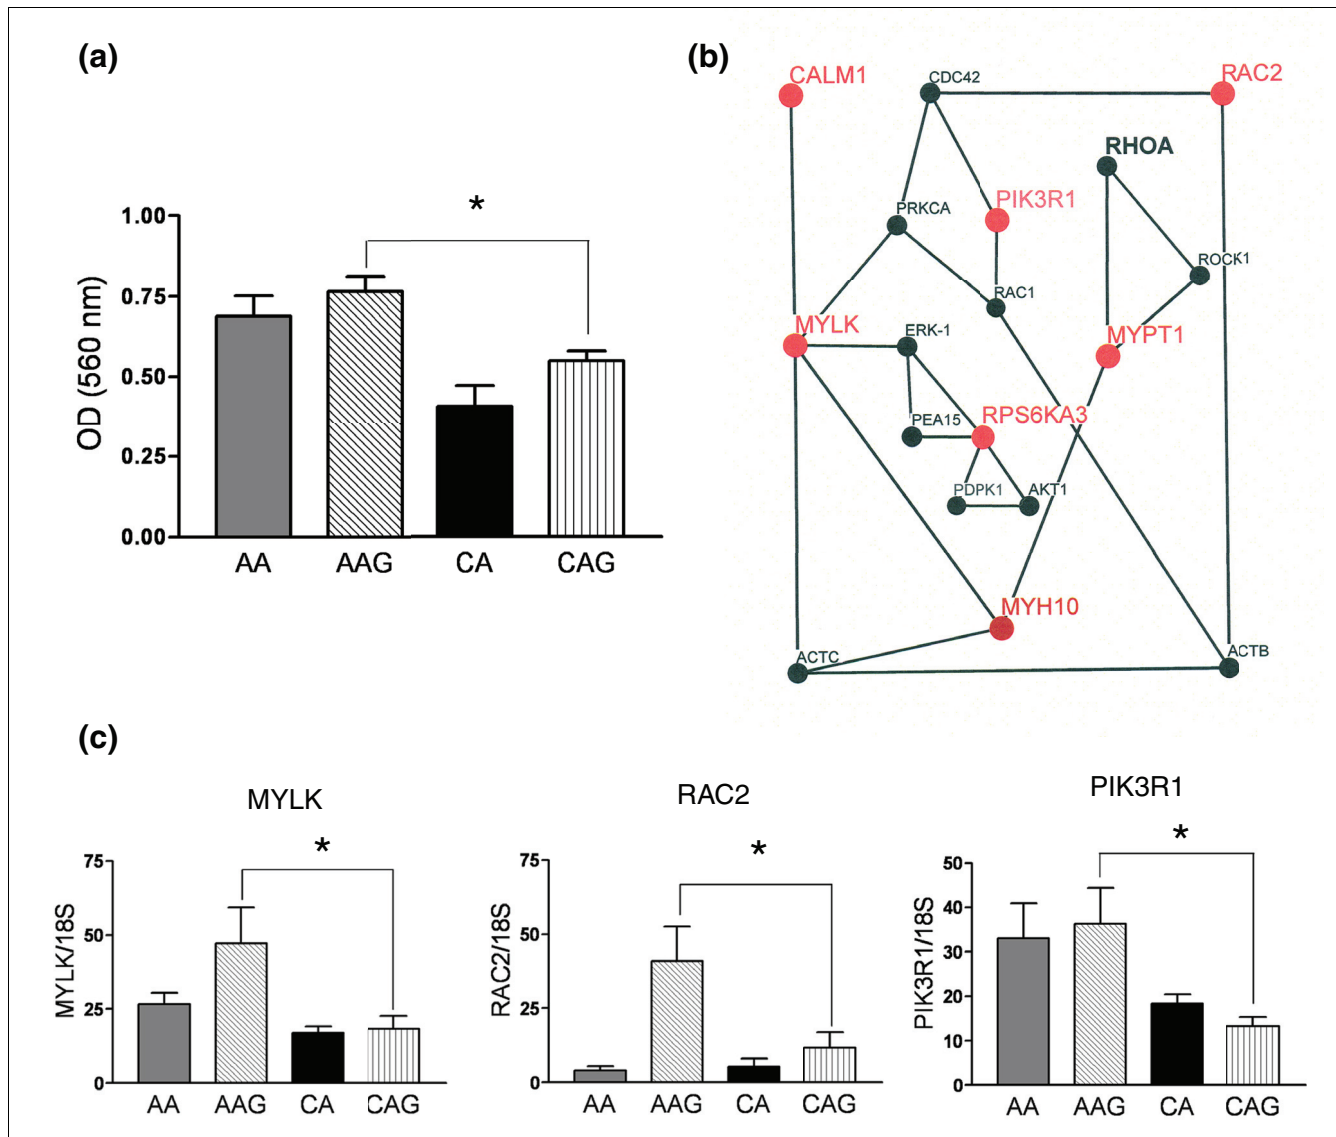 (a)
*
1.00
0.75
0.50
0.25
0.00
OD (560 nm)
AA AAG CA CAG
(b)
CALM1
CDC42
RAC2
RHOA
PRKCA
PIK3R1
ROCK1
RAC1
MYLK
ERK-1
MYPT1
PEA15
RPS6KA3
PDPK1
AKT1
MYH10
ACTC
ACTB
(c)
MYLK
*
75
50
25
0
MYLK/18S
AA AAG CA CAG
RAC2
*
75
50
25
0
RAC2/18S
AA AAG CA CAG
PIK3R1
*
50
40
30
20
10
0
PIK3R1/18S
AA AAG CA CAG